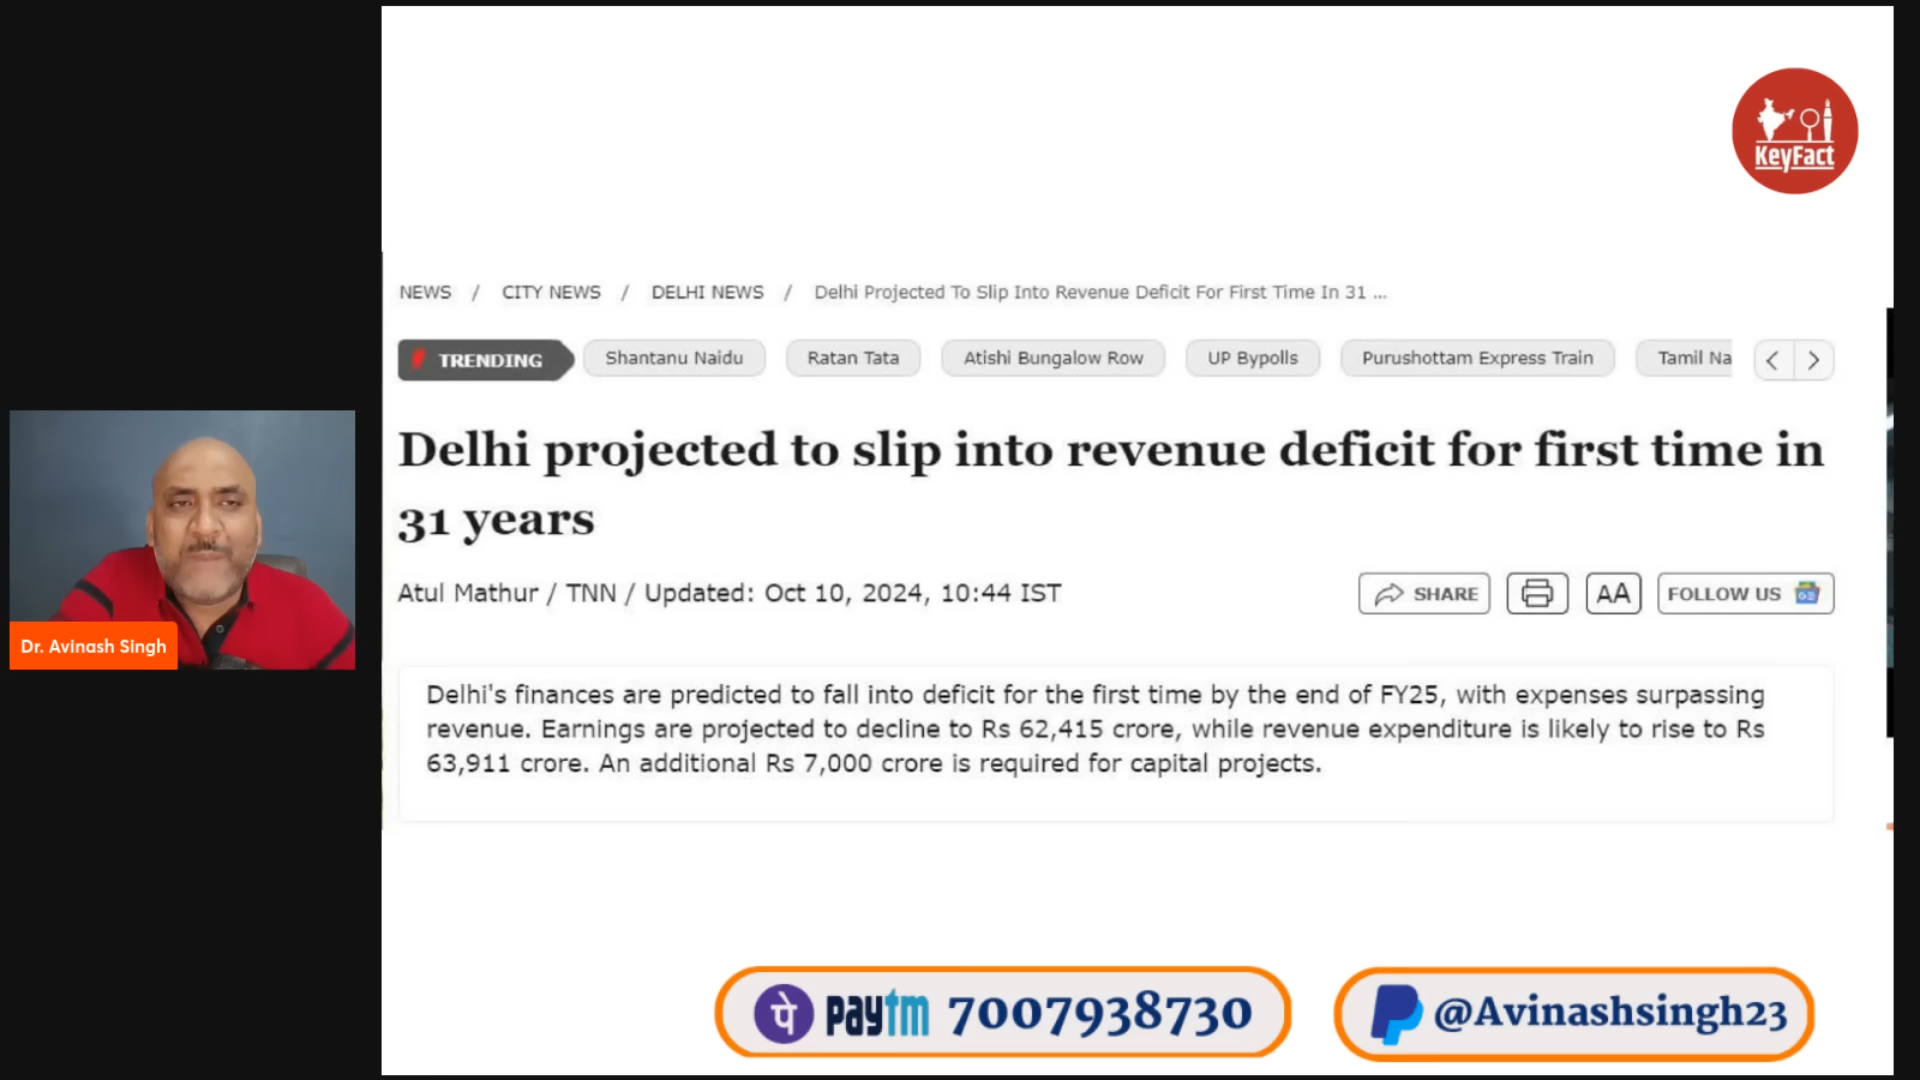 KeyFact
NEWS / CITY NEWS / DELHI NEWS / Delhi Projected To Slip Into Revenue Deficit For First Time In 31 ...
TRENDING Shantanu Naidu Ratan Tata Atishi Bungalow Row UP Bypolls Purushottam Express Train Tamil Na
Delhi projected to slip into revenue deficit for first time in
31 years
Atul Mathur / TNN / Updated: Oct 10, 2024, 10:44 IST SHARE AA FOLLOW US
Dr. Avinash Singh
Delhi's finances are predicted to fall into deficit for the first time by the end of FY25, with expenses surpassing
revenue. Earnings are projected to decline to Rs 62,415 crore, while revenue expenditure is likely to rise to Rs
63,911 crore. An additional Rs 7,000 crore is required for capital projects.
पे paytm 7007938730 @Avinashsingh23